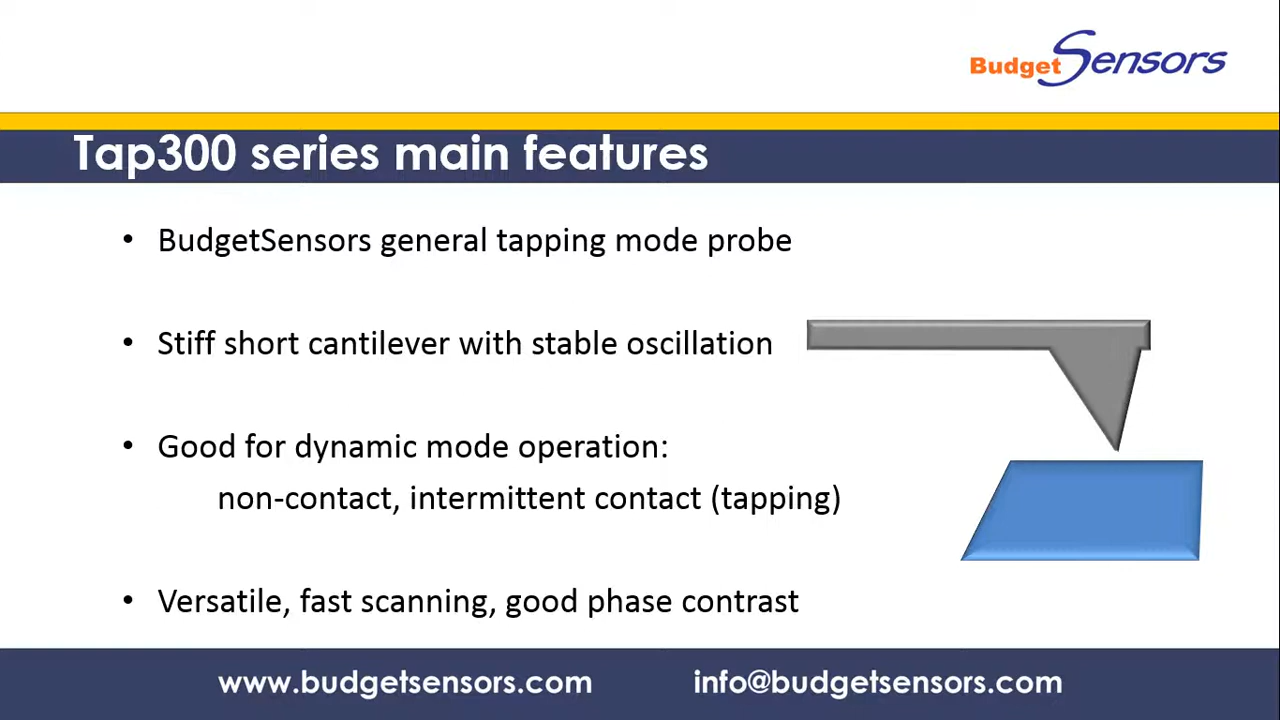 BudgetSensors
Tap300 series main features
• BudgetSensors general tapping mode probe
• Stiff short cantilever with stable oscillation
• Good for dynamic mode operation:
non-contact, intermittent contact (tapping)
• Versatile, fast scanning, good phase contrast
www.budgetsensors.com info@budgetsensors.com